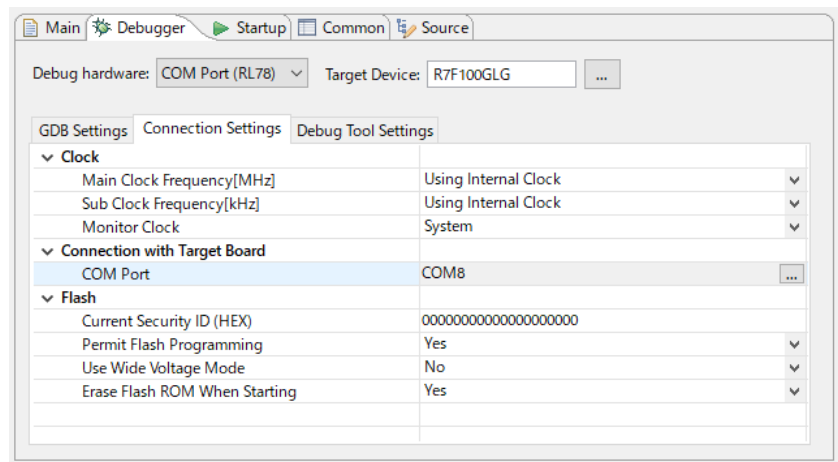 Main Debugger Startup Common Source
Debug hardware: COM Port (RL78) Target Device: R7F100GLG ...
GDB Settings Connection Settings Debug Tool Settings
Clock
Main Clock Frequency[MHz] Using Internal Clock
Sub Clock Frequency[kHz] Using Internal Clock
Monitor Clock System
Connection with Target Board
COM Port COM8 ...
Flash
Current Security ID (HEX) 00000000000000000000
Permit Flash Programming Yes
Use Wide Voltage Mode No
Erase Flash ROM When Starting Yes